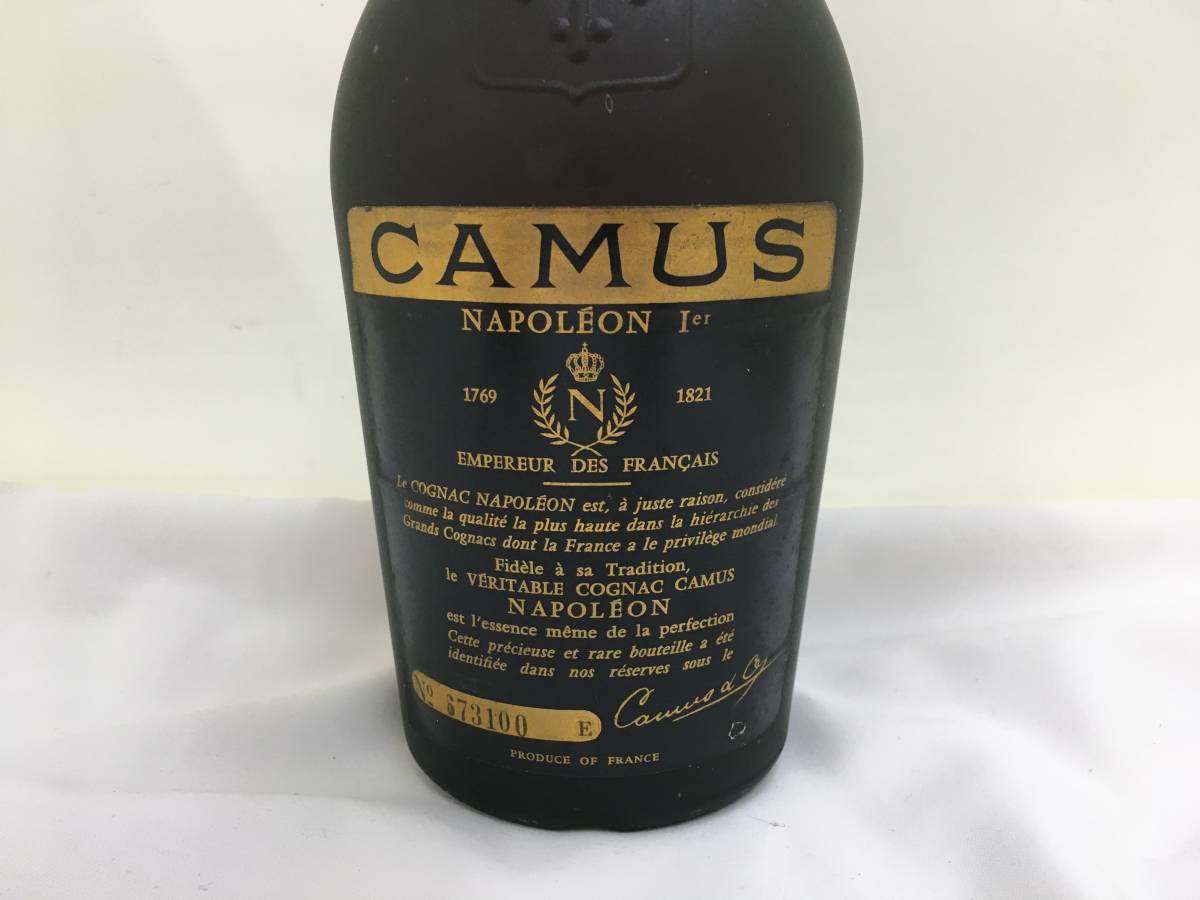 CAMUS
NAPOLÉON Ier
1769 N 1821
EMPEREUR DES FRANÇAIS
Le COGNAC NAPOLÉON est, à juste raison, considéré
comme la qualité la plus haute dans la hiérarchie des
Grands Cognacs dont la France a le privilège mondial.
Fidèle à sa Tradition,
le VÉRITABLE COGNAC CAMUS
NAPOLÉON
est l'essence même de la perfection
Cette précieuse et rare bouteille a été
identifiée dans nos réserves sous le
No. 673100 E
Camus & Co
PRODUCE OF FRANCE